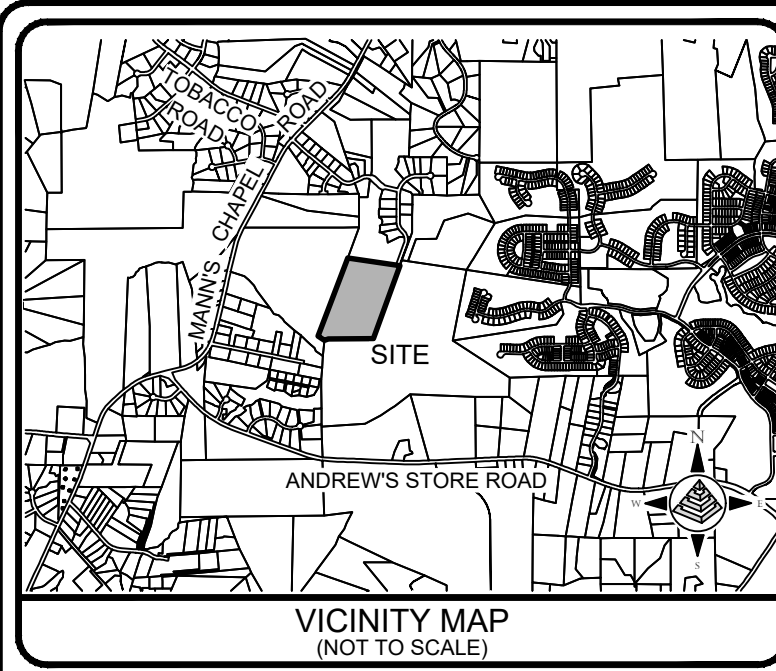 TOBACCO
ROAD
MANN'S CHAPEL ROAD
SITE
ANDREW'S STORE ROAD
N
W
E
S
VICINITY MAP
(NOT TO SCALE)